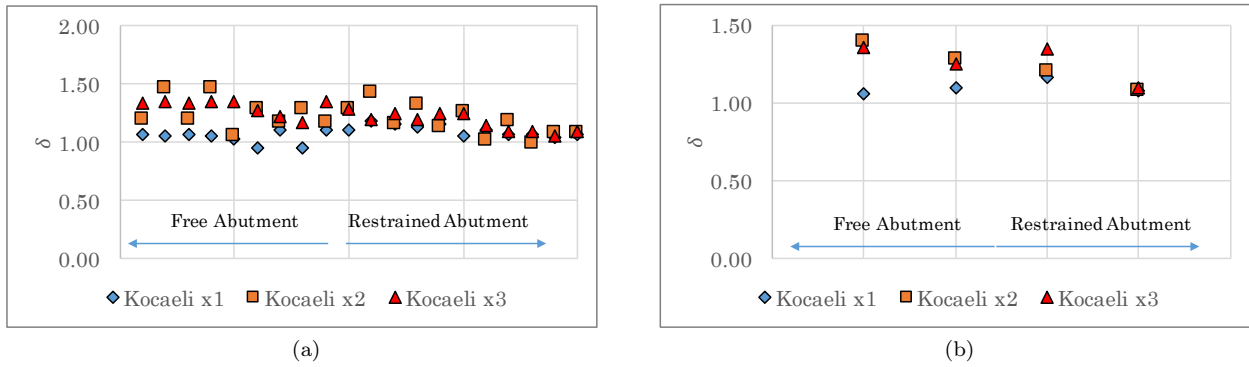 2.00
1.50
1.00
0.50
0.00
δ
Free Abutment
Restrained Abutment
Kocaeli x1
Kocaeli x2
Kocaeli x3
(a)
1.50
1.00
0.50
0.00
δ
Free Abutment
Restrained Abutment
Kocaeli x1
Kocaeli x2
Kocaeli x3
(b)